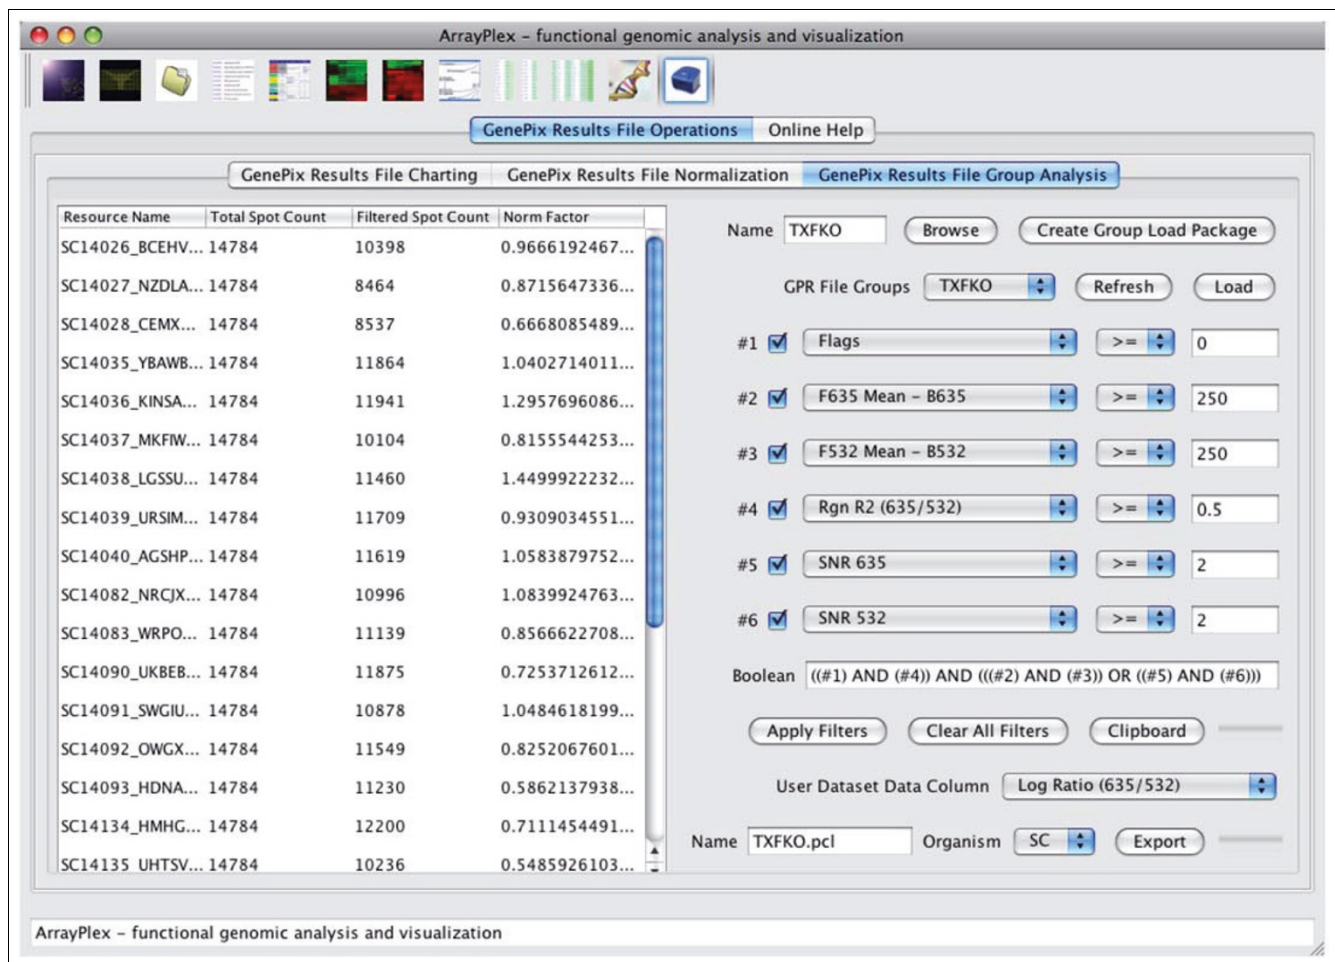 ArrayPlex – functional genomic analysis and visualization
GenePix Results File Operations Online Help
GenePix Results File Charting GenePix Results File Normalization GenePix Results File Group Analysis
Resource Name Total Spot Count Filtered Spot Count Norm Factor
SC14026_BCEHV... 14784 10398 0.9666192467...
SC14027_NZDLA... 14784 8464 0.8715647336...
SC14028_CEMX... 14784 8537 0.6668085489...
SC14035_YBAWB... 14784 11864 1.0402714011...
SC14036_KINSA... 14784 11941 1.2957696086...
SC14037_MKFIW... 14784 10104 0.8155544253...
SC14038_LGSSU... 14784 11460 1.4499922232...
SC14039_URSIM... 14784 11709 0.9309034551...
SC14040_AGSHP... 14784 11619 1.0583879752...
SC14082_NRCJX... 14784 10996 1.0839924763...
SC14083_WRPO... 14784 11139 0.8566622708...
SC14090_UKBEB... 14784 11875 0.7253712612...
SC14091_SWGIU... 14784 10878 1.0484618199...
SC14092_OWGX... 14784 11549 0.8252067601...
SC14093_HDNA... 14784 11230 0.5862137938...
SC14134_HMHG... 14784 12200 0.7111454491...
SC14135_UHTSV... 14784 10236 0.5485926103...
Name TXFKO Browse Create Group Load Package
GPR File Groups TXFKO Refresh Load
#1 Flags >= 0
#2 F635 Mean – B635 >= 250
#3 F532 Mean – B532 >= 250
#4 Rgn R2 (635/532) >= 0.5
#5 SNR 635 >= 2
#6 SNR 532 >= 2
Boolean ((#1) AND (#4)) AND (((#2) AND (#3)) OR ((#5) AND (#6)))
Apply Filters Clear All Filters Clipboard
User Dataset Data Column Log Ratio (635/532)
Name TXFKO.pcl Organism SC Export
ArrayPlex – functional genomic analysis and visualization